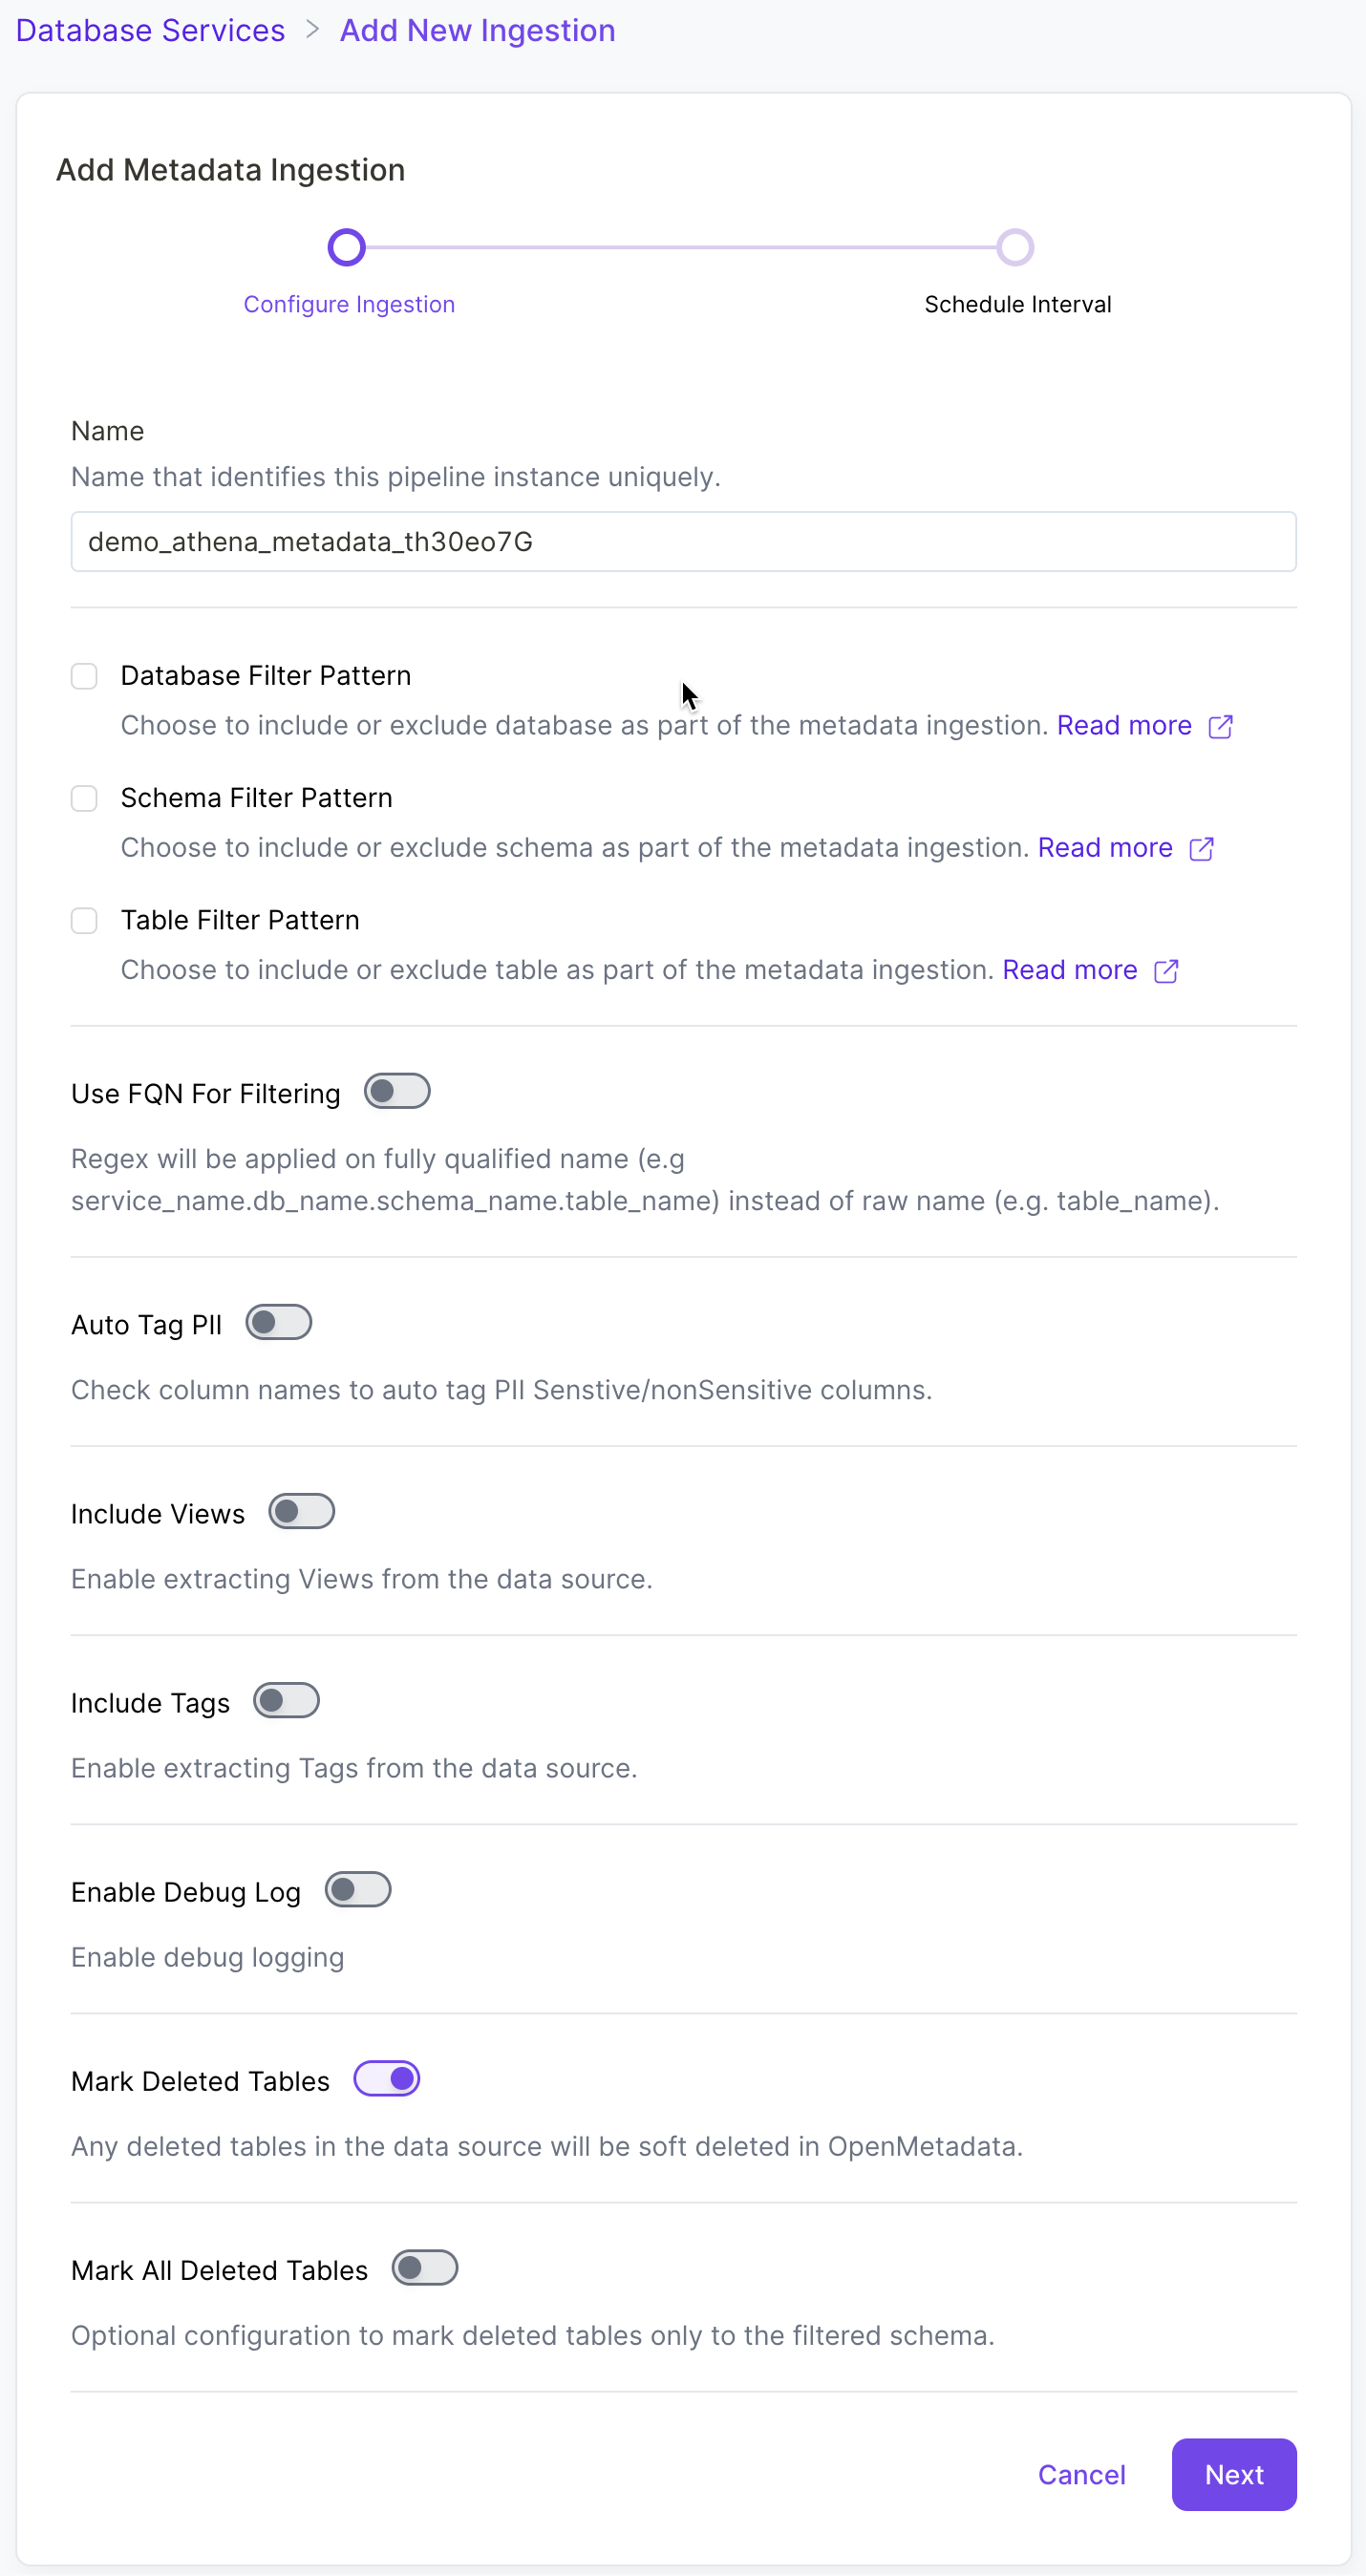 Database Services > Add New Ingestion
Add Metadata Ingestion
Configure Ingestion
Schedule Interval
Name
Name that identifies this pipeline instance uniquely.
demo_athena_metadata_th30eo7G
Database Filter Pattern
Choose to include or exclude database as part of the metadata ingestion. Read more
Schema Filter Pattern
Choose to include or exclude schema as part of the metadata ingestion. Read more
Table Filter Pattern
Choose to include or exclude table as part of the metadata ingestion. Read more
Use FQN For Filtering
Regex will be applied on fully qualified name (e.g
service_name.db_name.schema_name.table_name) instead of raw name (e.g. table_name).
Auto Tag PII
Check column names to auto tag PII Senstive/nonSensitive columns.
Include Views
Enable extracting Views from the data source.
Include Tags
Enable extracting Tags from the data source.
Enable Debug Log
Enable debug logging
Mark Deleted Tables
Any deleted tables in the data source will be soft deleted in OpenMetadata.
Mark All Deleted Tables
Optional configuration to mark deleted tables only to the filtered schema.
Cancel
Next